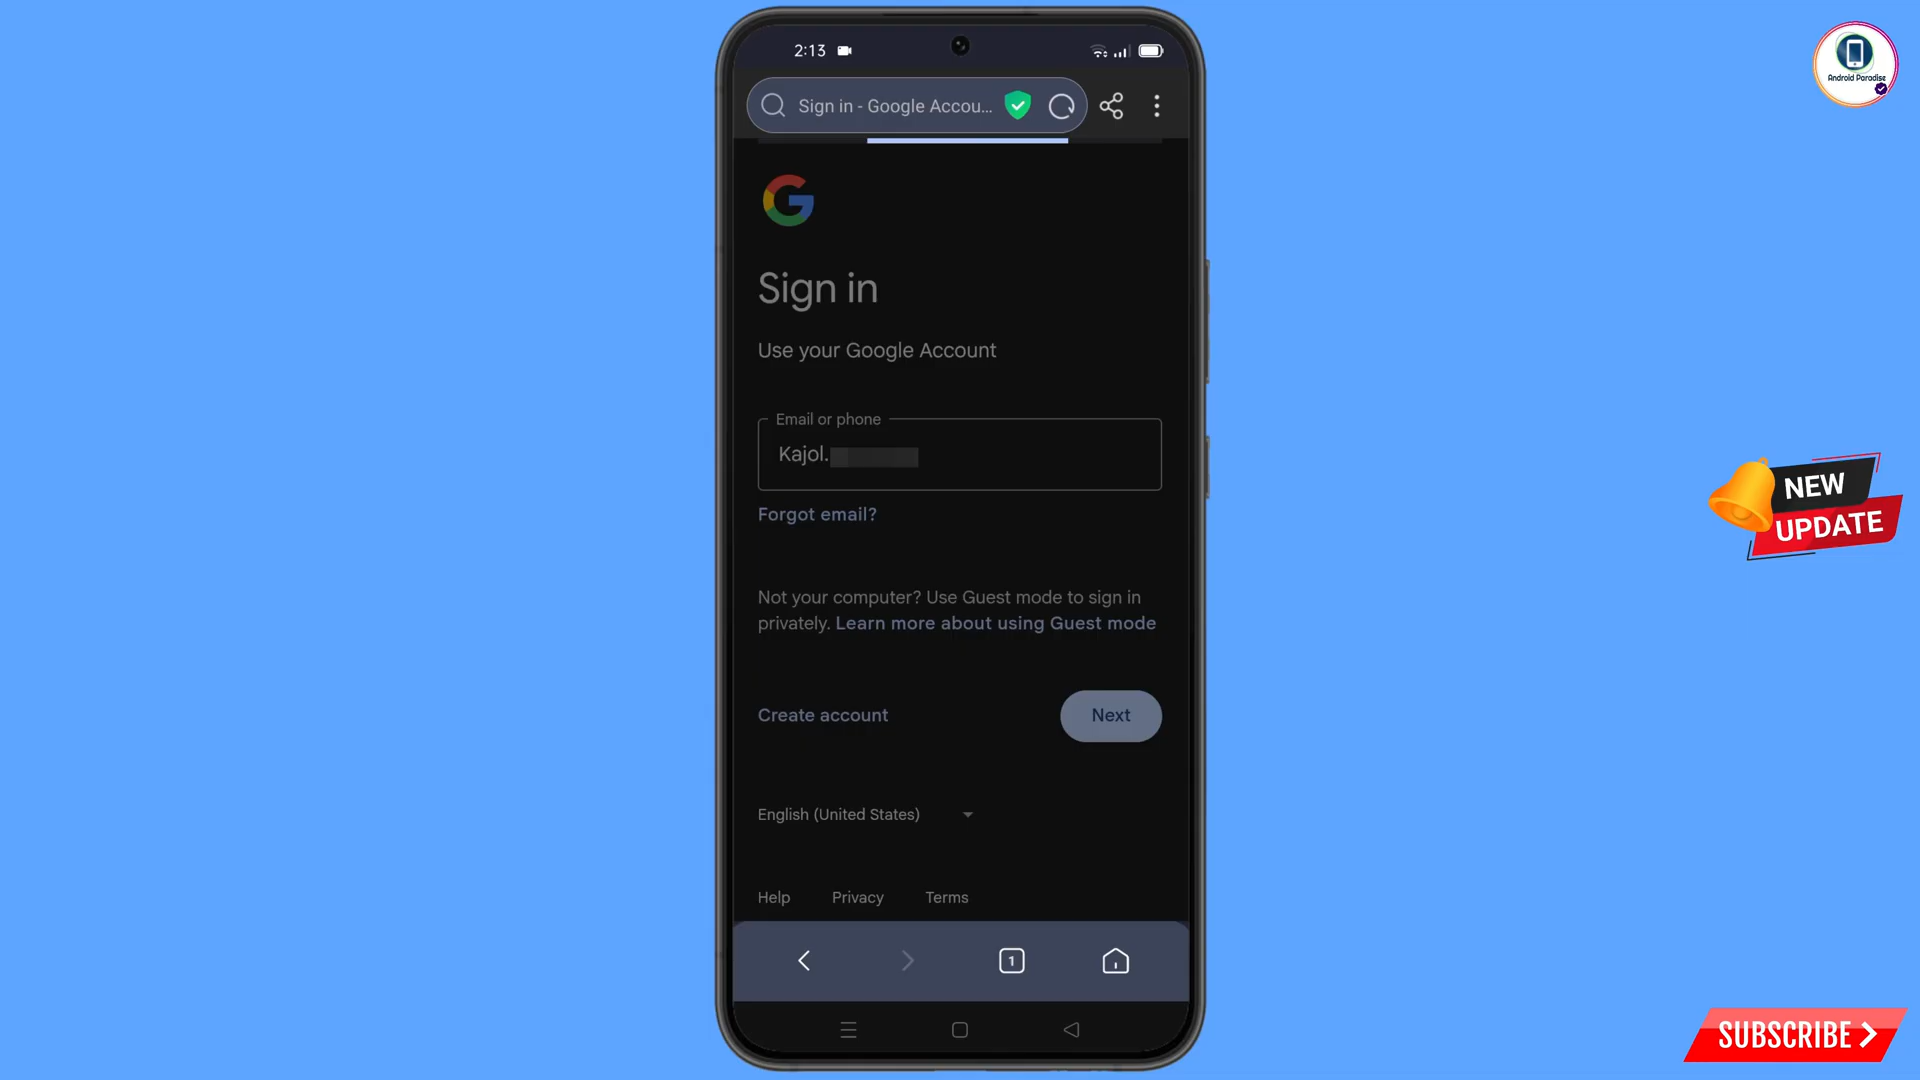 2:13
Sign in - Google Accou...
Android Paradise
Sign in
Use your Google Account
Email or phone
Kajol.
Forgot email?
NEW
UPDATE
Not your computer? Use Guest mode to sign in
privately. Learn more about using Guest mode
Create account
Next
English (United States)
Help Privacy Terms
1
SUBSCRIBE